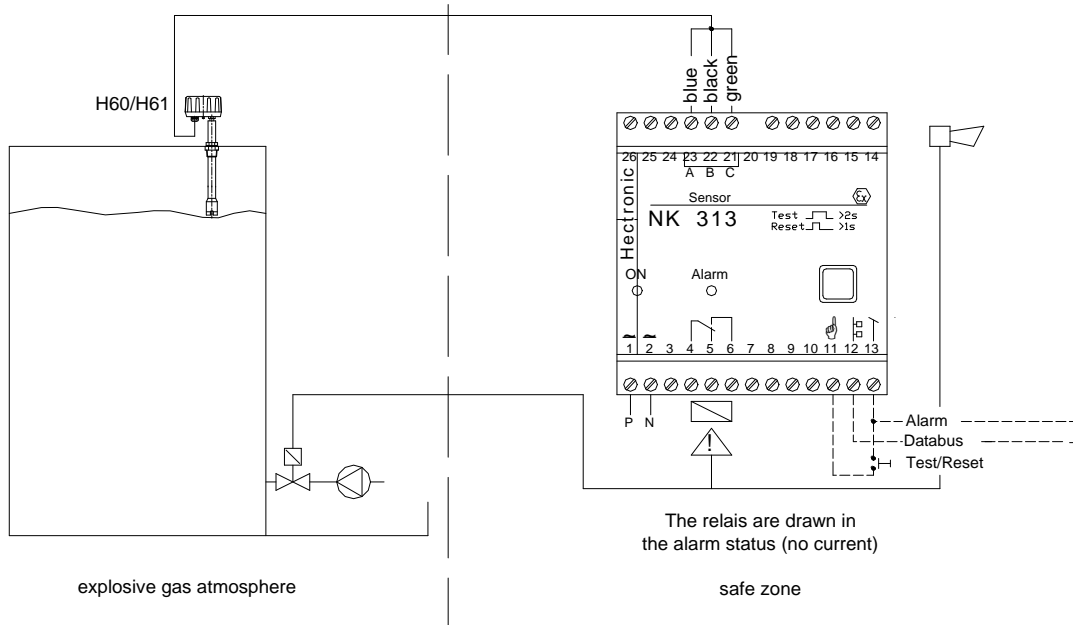 blue
black
green
H60/H61
26 25 24 23 22 21 20 19 18 17 16 15 14
A B C
Sensor
Ex
Hectronic
NK 313
Test >2s
Reset >1s
ON
Alarm
1 2 3 4 5 6 7 8 9 10 11 12 13
P N
!
Alarm
Databus
Test/Reset
The relais are drawn in
the alarm status (no current)
explosive gas atmosphere
safe zone